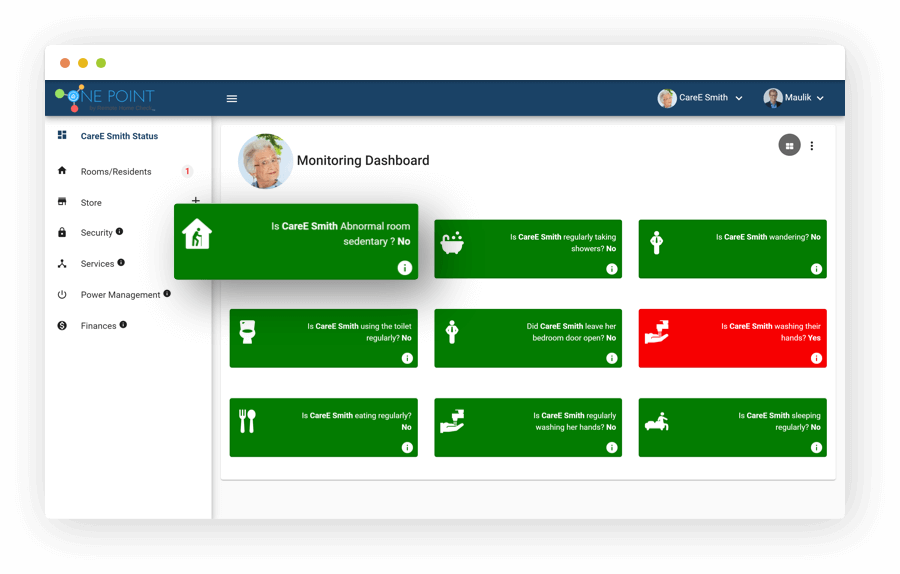 NE POINT
CareE Smith
Maulik
CareE Smith Status
Rooms/Residents
1
Store
+
Security
Services
Power Management
Finances
Monitoring Dashboard
Is CareE Smith Abnormal room
sedentary ? No
Is CareE Smith regularly taking
showers? No
Is CareE Smith wandering? No
Is CareE Smith using the toilet
regularly? No
Did CareE Smith leave her
bedroom door open? No
Is CareE Smith washing their
hands? Yes
Is CareE Smith eating regularly?
No
Is CareE Smith regularly
washing her hands? No
Is CareE Smith sleeping
regularly? No